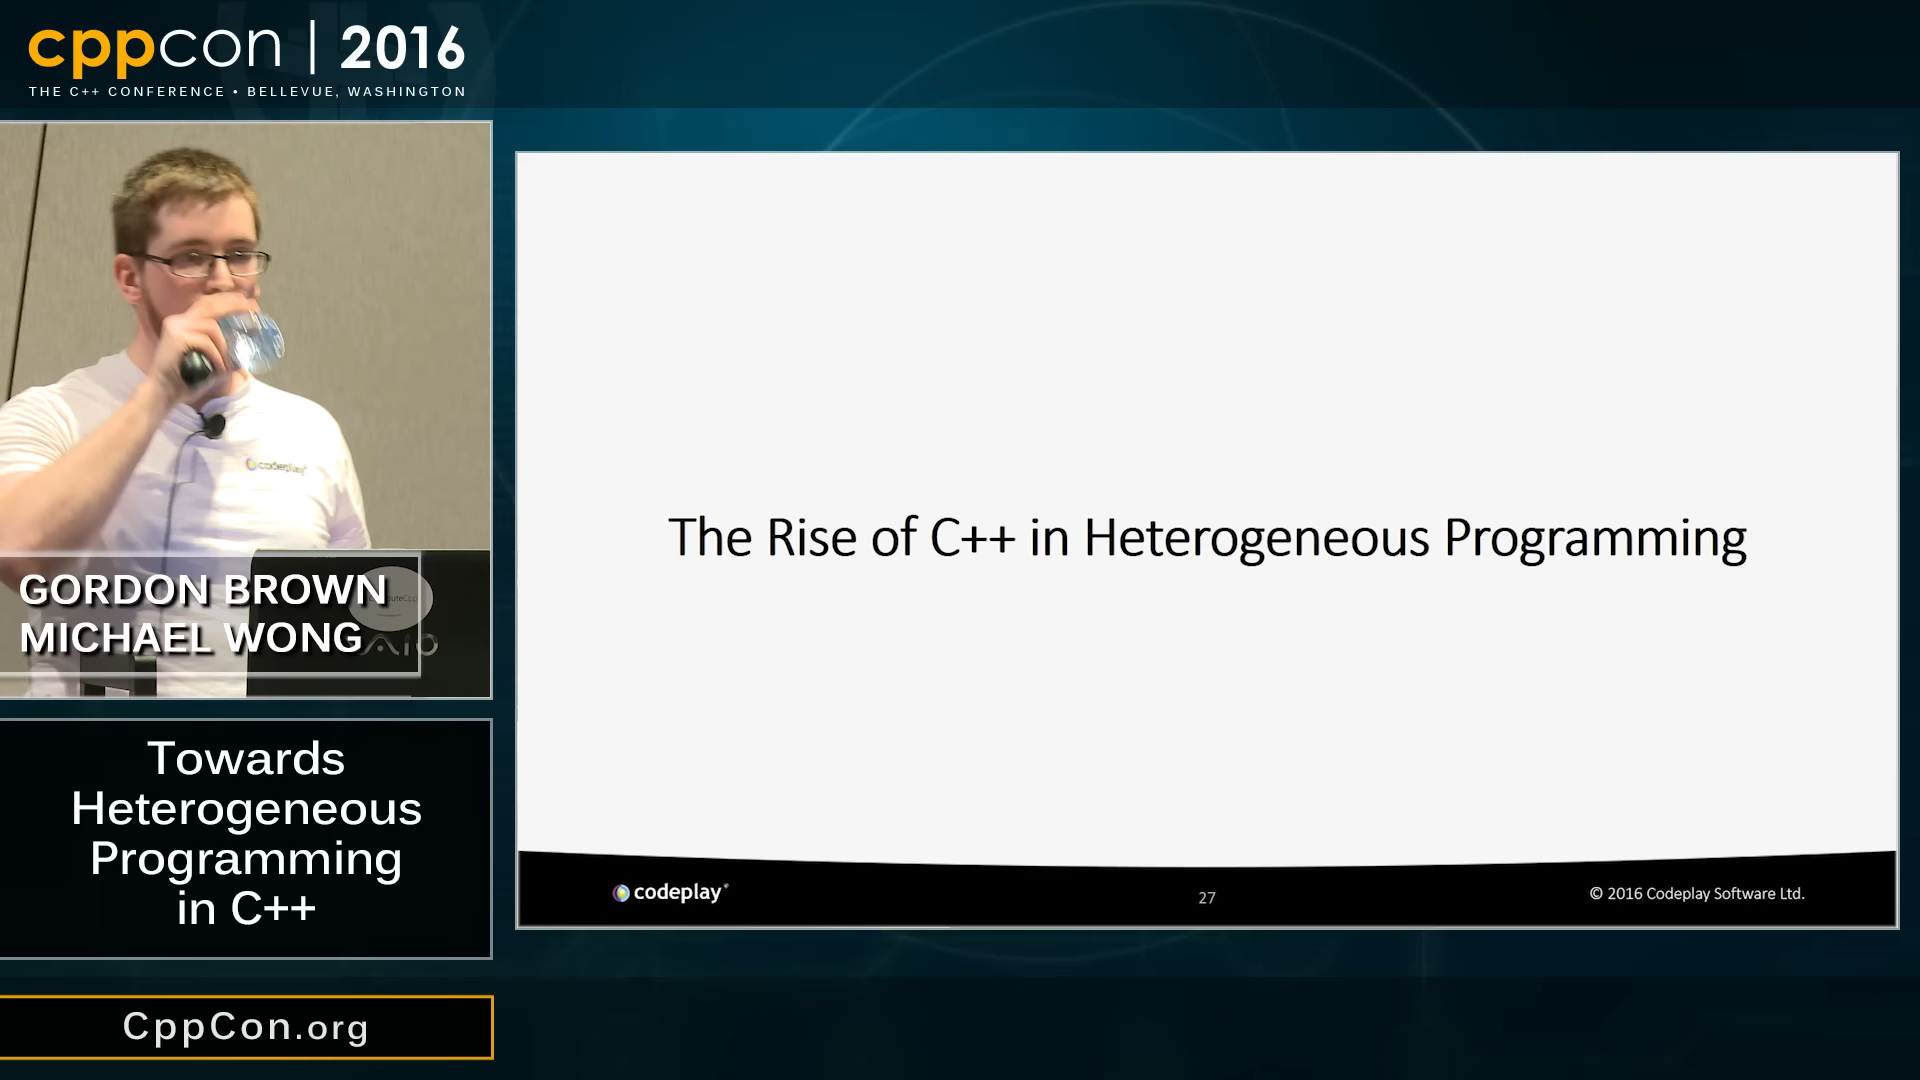 cppcon | 2016
THE C++ CONFERENCE • BELLEVUE, WASHINGTON
codeplay
GORDON BROWN
MICHAEL WONG
Towards
Heterogeneous
Programming
in C++
CppCon.org
The Rise of C++ in Heterogeneous Programming
codeplay®
27
© 2016 Codeplay Software Ltd.